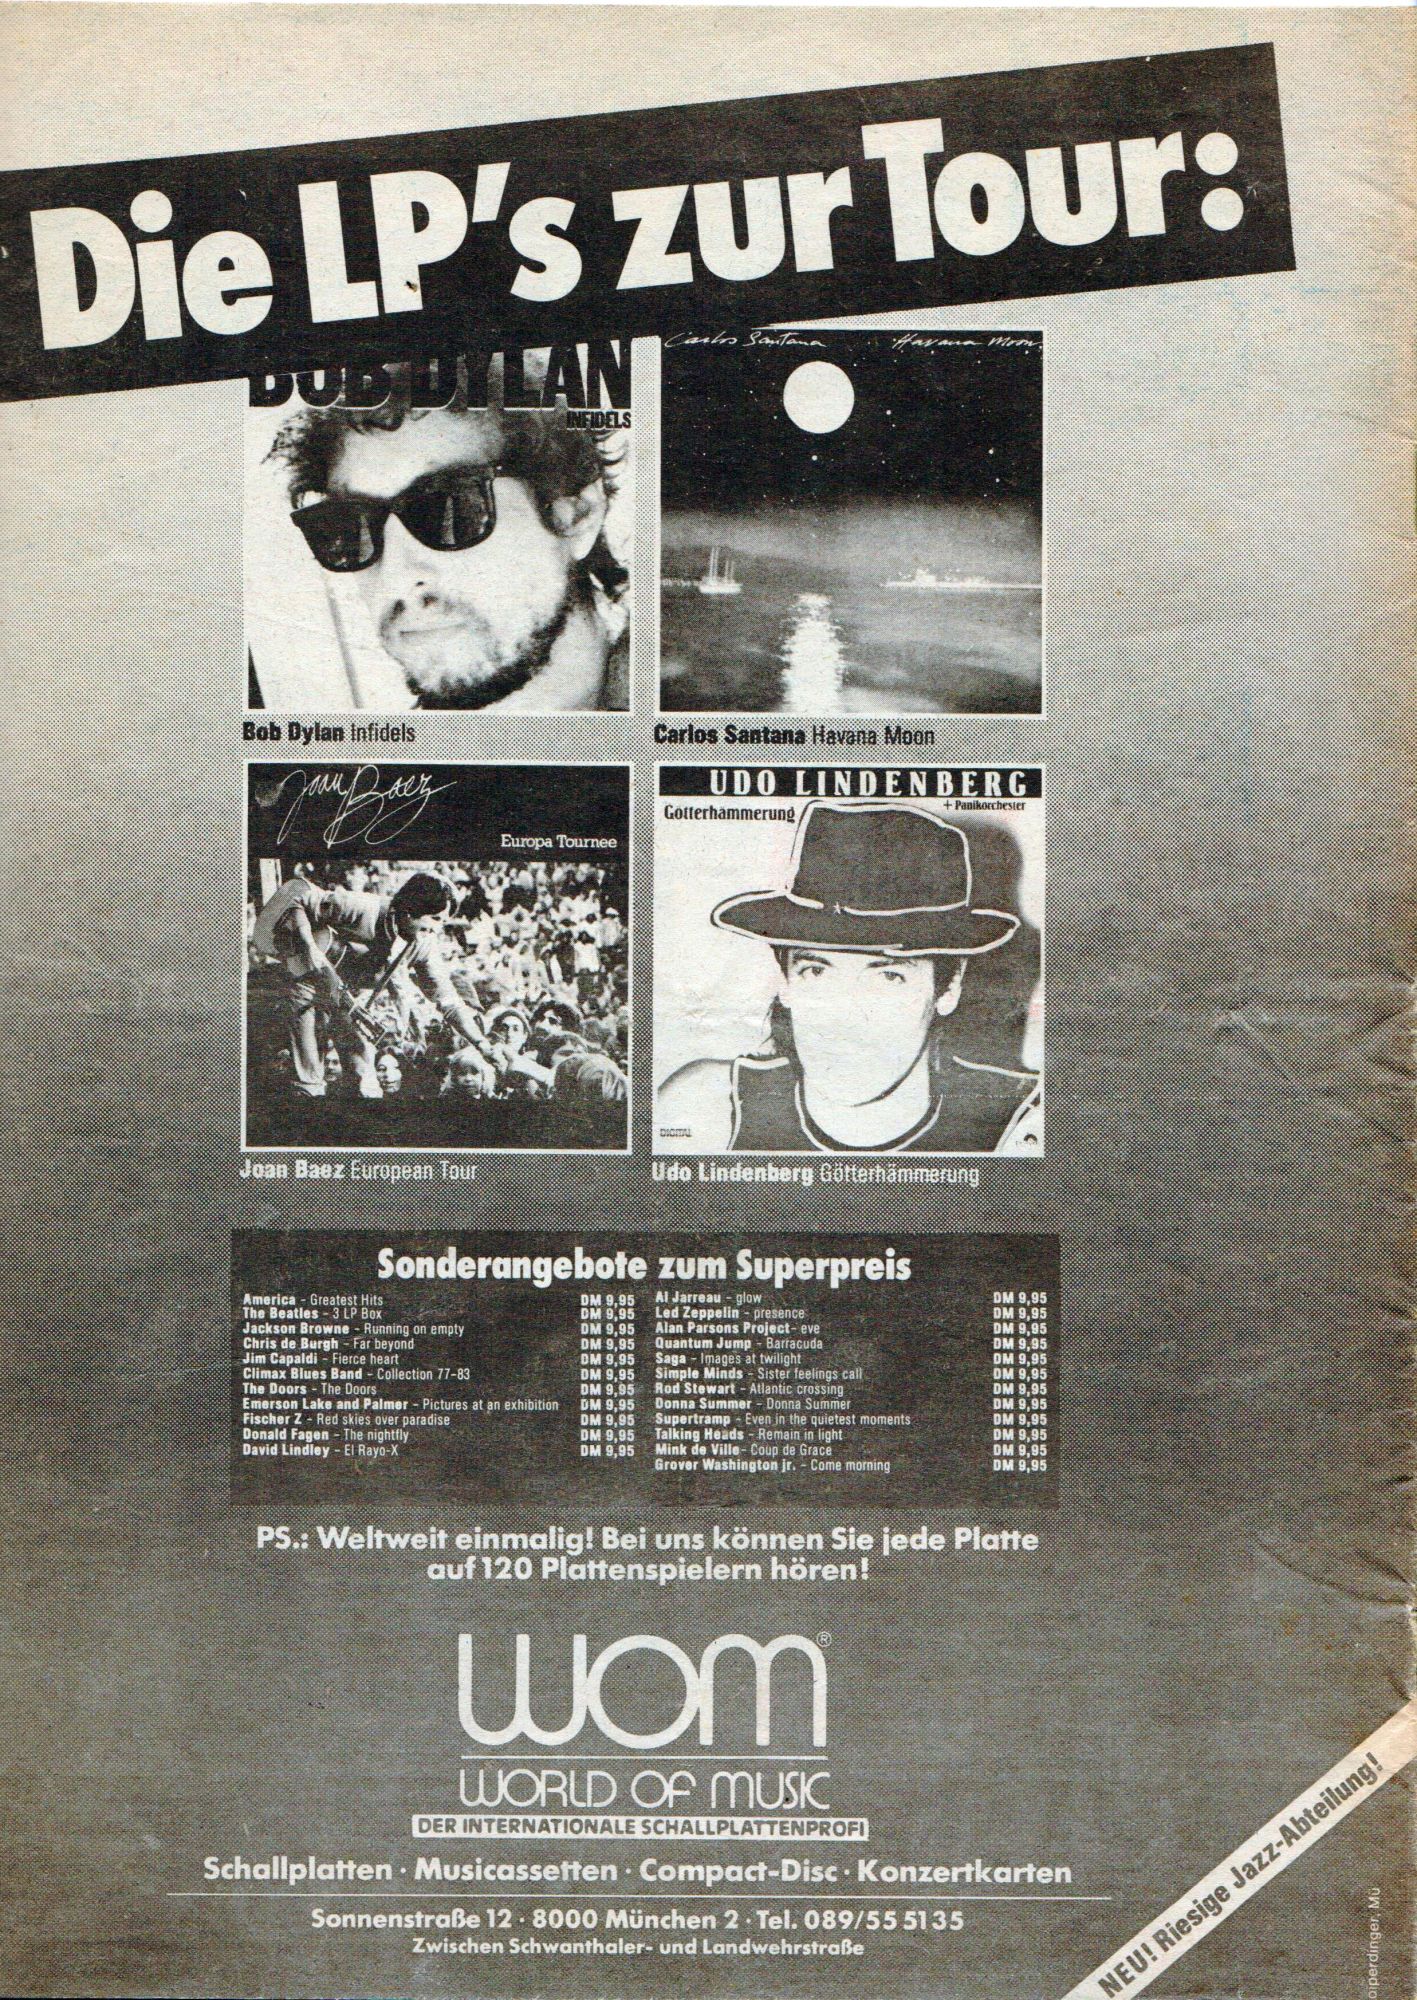 Die LP's zur Tour:
BOB DYLAN
INFIDELS
Carlos Santana Havana Moon
Bob Dylan Infidels
Carlos Santana Havana Moon
Joan Baez
Europa Tournee
UDO LINDENBERG
+ Panikorchester
Götterhämmerung
DIGITAL
Joan Baez European Tour
Udo Lindenberg Götterhämmerung
Sonderangebote zum Superpreis
America - Greatest Hits DM 9,95
The Beatles - 3 LP Box DM 9,95
Jackson Browne - Running on empty DM 9,95
Chris de Burgh - Far beyond DM 9,95
Jim Capaldi - Fierce heart DM 9,95
Climax Blues Band - Collection 77-83 DM 9,95
The Doors - The Doors DM 9,95
Emerson Lake and Palmer - Pictures at an exhibition DM 9,95
Fischer Z - Red skies over paradise DM 9,95
Donald Fagen - The nightfly DM 9,95
David Lindley - El Rayo-X DM 9,95
Al Jarreau - glow DM 9,95
Led Zeppelin - presence DM 9,95
Alan Parsons Project - eve DM 9,95
Quantum Jump - Barracuda DM 9,95
Saga - Images at twilight DM 9,95
Simple Minds - Sister feelings call DM 9,95
Rod Stewart - Atlantic crossing DM 9,95
Donna Summer - Donna Summer DM 9,95
Supertramp - Even in the quietest moments DM 9,95
Talking Heads - Remain in light DM 9,95
Mink de Ville - Coup de Grace DM 9,95
Grover Washington jr. - Come morning DM 9,95
PS.: Weltweit einmalig! Bei uns können Sie jede Platte
auf 120 Plattenspielern hören!
wom®
WORLD OF MUSIC
DER INTERNATIONALE SCHALLPLATTENPROFI
Schallplatten · Musicassetten · Compact-Disc · Konzertkarten
Sonnenstraße 12 · 8000 München 2 · Tel. 089/55 51 35
Zwischen Schwanthaler- und Landwehrstraße
NEU! Riesige Jazz-Abteilung!